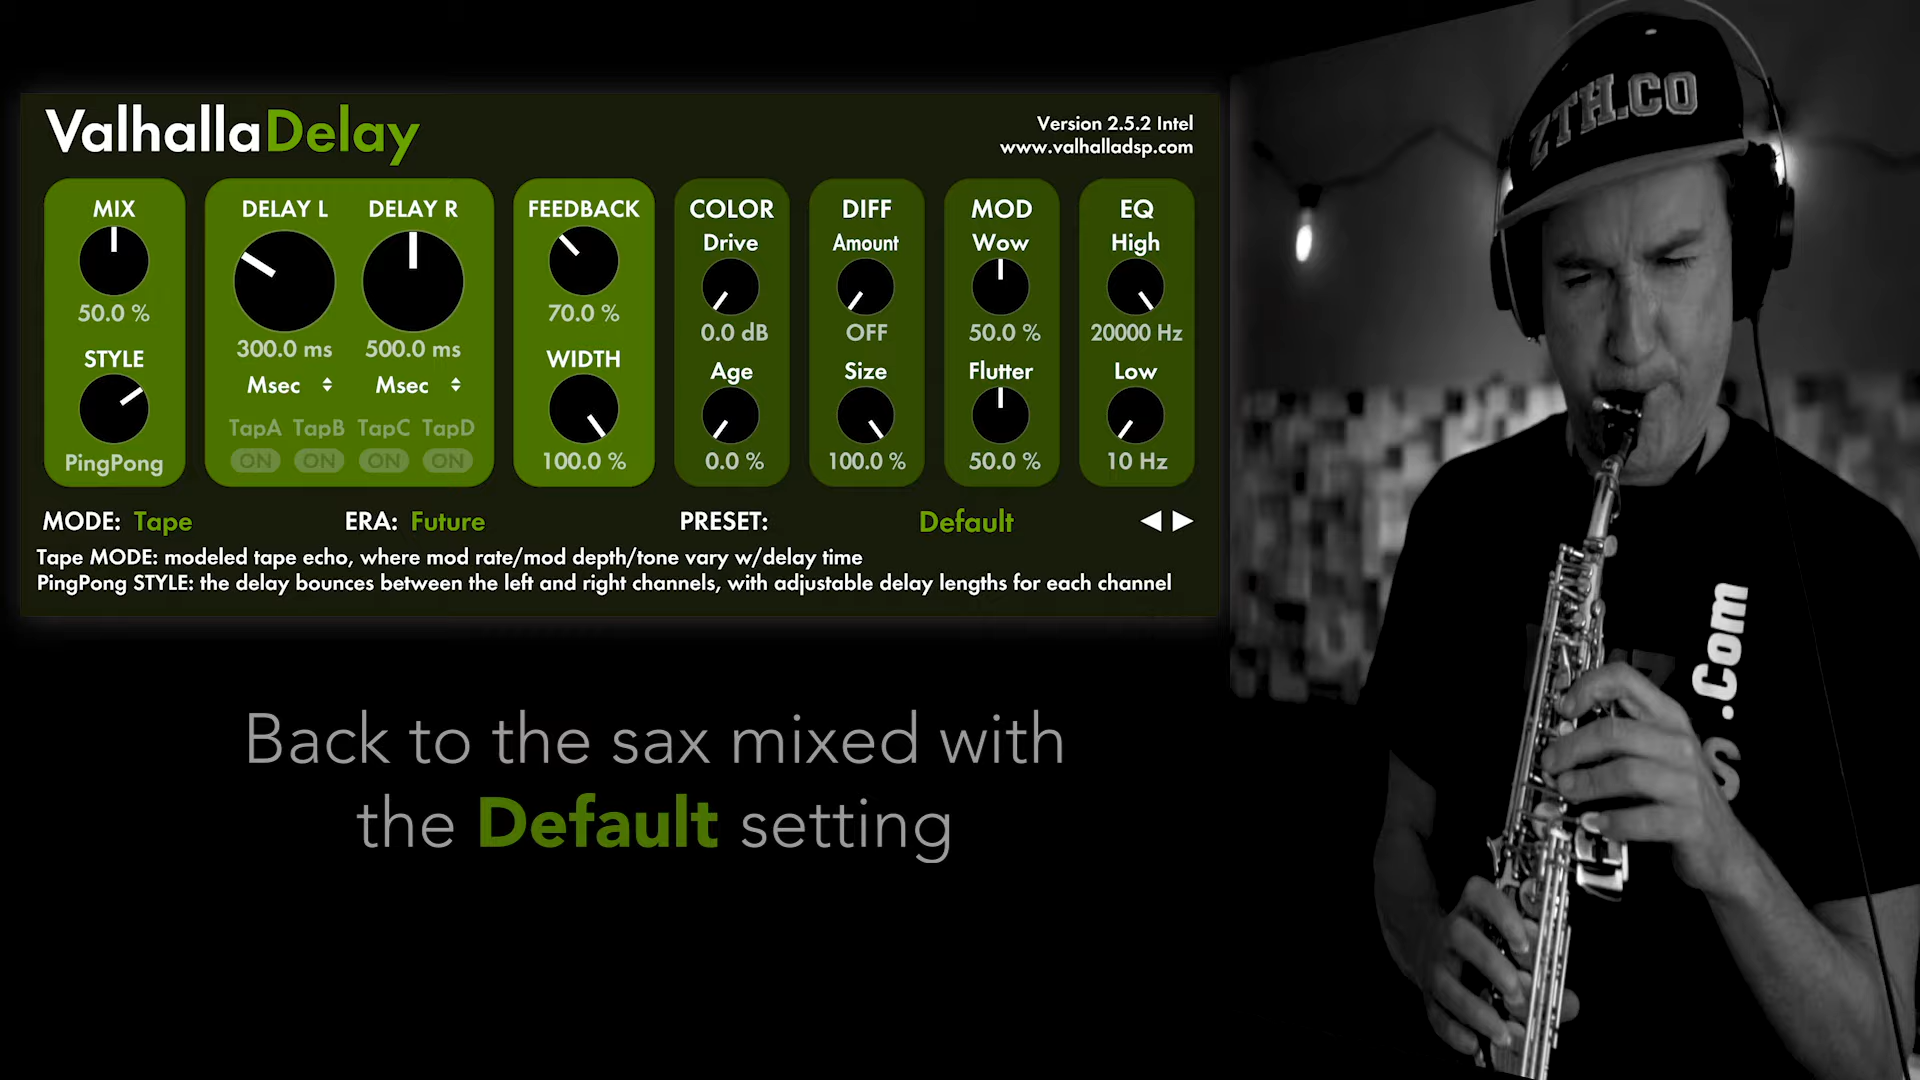 ValhallaDelay
Version 2.5.2 Intel
www.valhalladsp.com
MIX
50.0 %
STYLE
PingPong
DELAY L DELAY R
300.0 ms 500.0 ms
Msec Msec
TapA TapB TapC TapD
ON ON ON ON
FEEDBACK
70.0 %
WIDTH
100.0 %
COLOR
Drive
0.0 dB
Age
0.0 %
DIFF
Amount
OFF
Size
100.0 %
MOD
Wow
50.0 %
Flutter
50.0 %
EQ
High
20000 Hz
Low
10 Hz
MODE: Tape ERA: Future PRESET: Default
Tape MODE: modeled tape echo, where mod rate/mod depth/tone vary w/delay time
PingPong STYLE: the delay bounces between the left and right channels, with adjustable delay lengths for each channel
Back to the sax mixed with
the Default setting
ZTH.CO
.Com